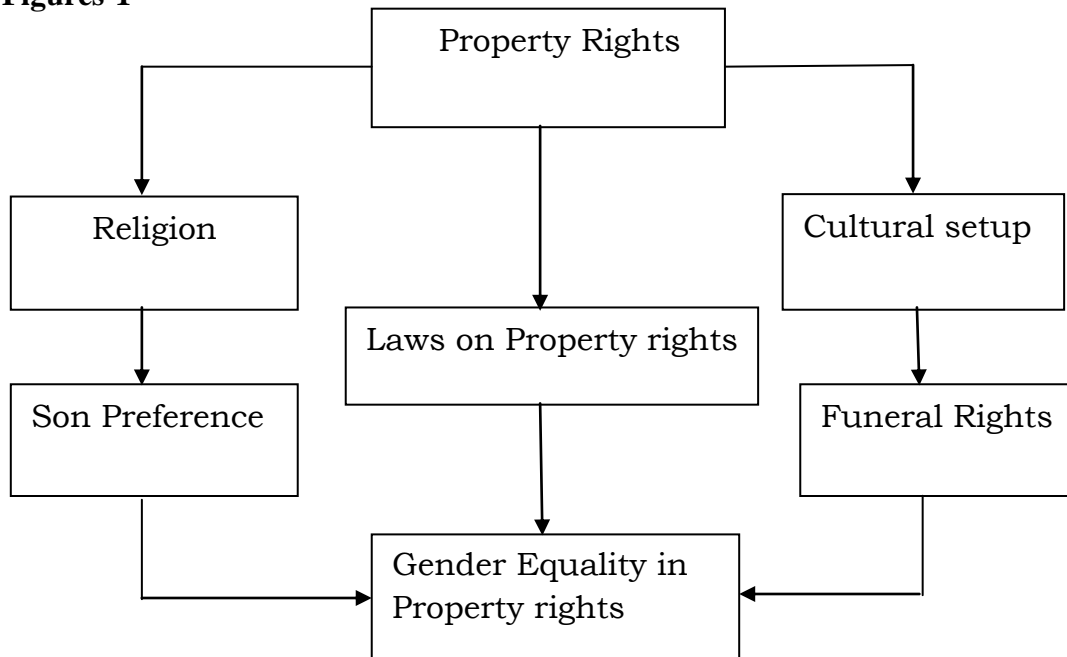 Figures 1
Property Rights
Religion
Cultural setup
Laws on Property rights
Son Preference
Funeral Rights
Gender Equality in
Property rights